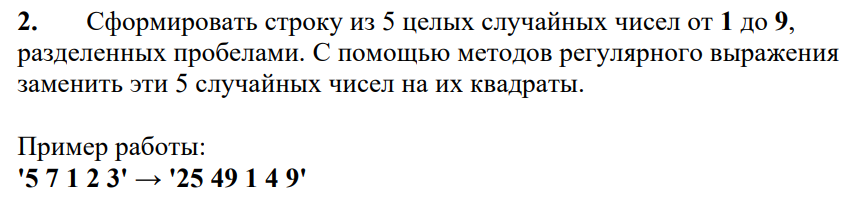 2. Сформировать строку из 5 целых случайных чисел от 1 до 9,
разделенных пробелами. С помощью методов регулярного выражения
заменить эти 5 случайных чисел на их квадраты.
Пример работы:
'5 7 1 2 3' → '25 49 1 4 9'